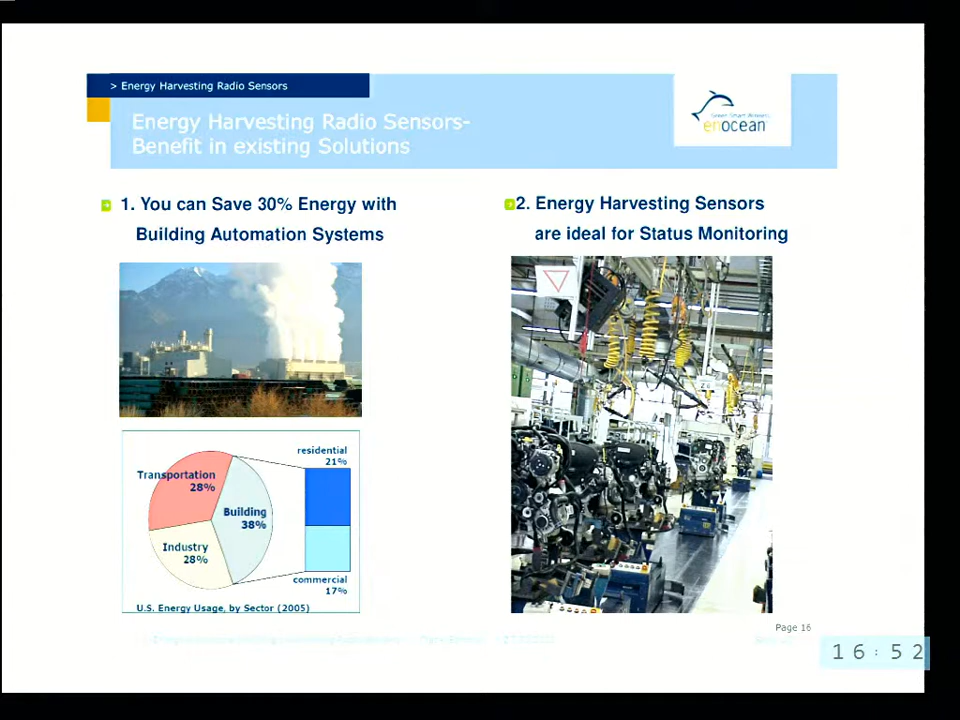 > Energy Harvesting Radio Sensors
Energy Harvesting Radio Sensors-
Benefit in existing Solutions
enocean
1. You can Save 30% Energy with
Building Automation Systems
2. Energy Harvesting Sensors
are ideal for Status Monitoring
residential
21%
Transportation
28%
Building
38%
Industry
28%
commercial
17%
U.S. Energy Usage, by Sector (2005)
Page 16
16:52